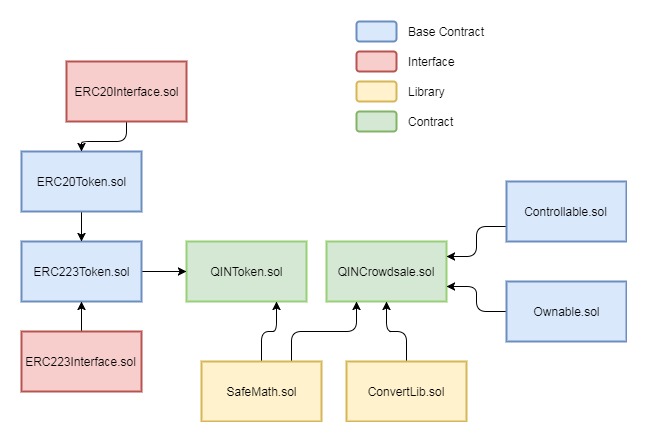 Base Contract
Interface
Library
Contract
ERC20Interface.sol
ERC20Token.sol
ERC223Token.sol
QINToken.sol
QINCrowdsale.sol
Controllable.sol
Ownable.sol
ERC223Interface.sol
SafeMath.sol
ConvertLib.sol